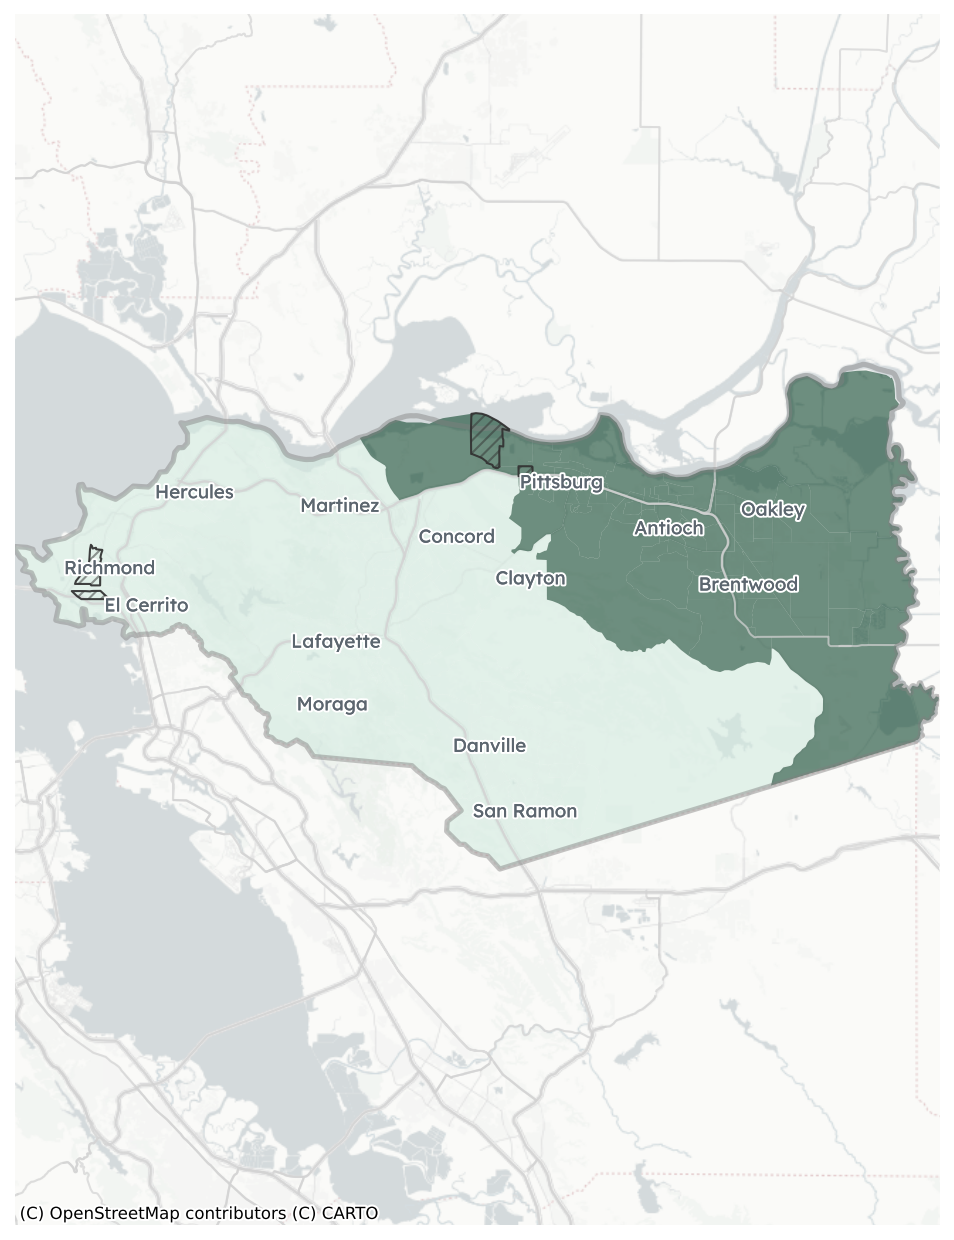 Pittsburg
Hercules
Martinez
Oakley
Antioch
Concord
Richmond
Clayton
Brentwood
El Cerrito
Lafayette
Moraga
Danville
San Ramon
(C) OpenStreetMap contributors (C) CARTO